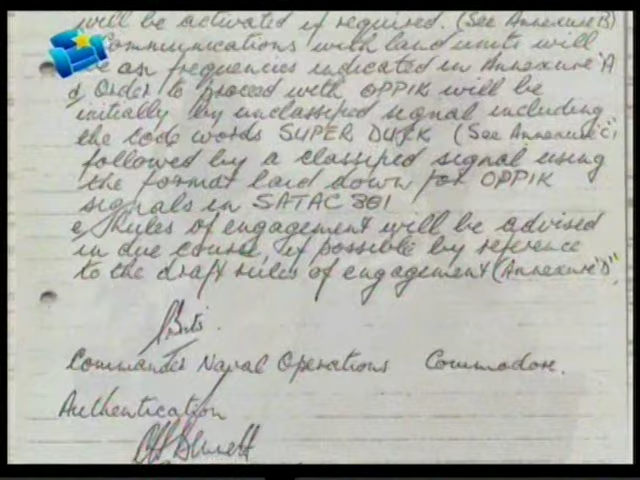 will be activated if required. (See Annexure B)
Communications with land units will
be as frequencies indicated in Annexure 'A
d Order to proceed with OPPIK will be
initially by unclassified signal including
the code words SUPER DUIK (See Annexure 'C')
followed by a classified signal using
the format laid down for OPPIK
signals in SATAC 301
e, Rules of engagement will be advised
in due course, if possible by reference
to the draft rules of engagement (Annexure 'D'
Commander Naval Operations Commodore.
Authentication